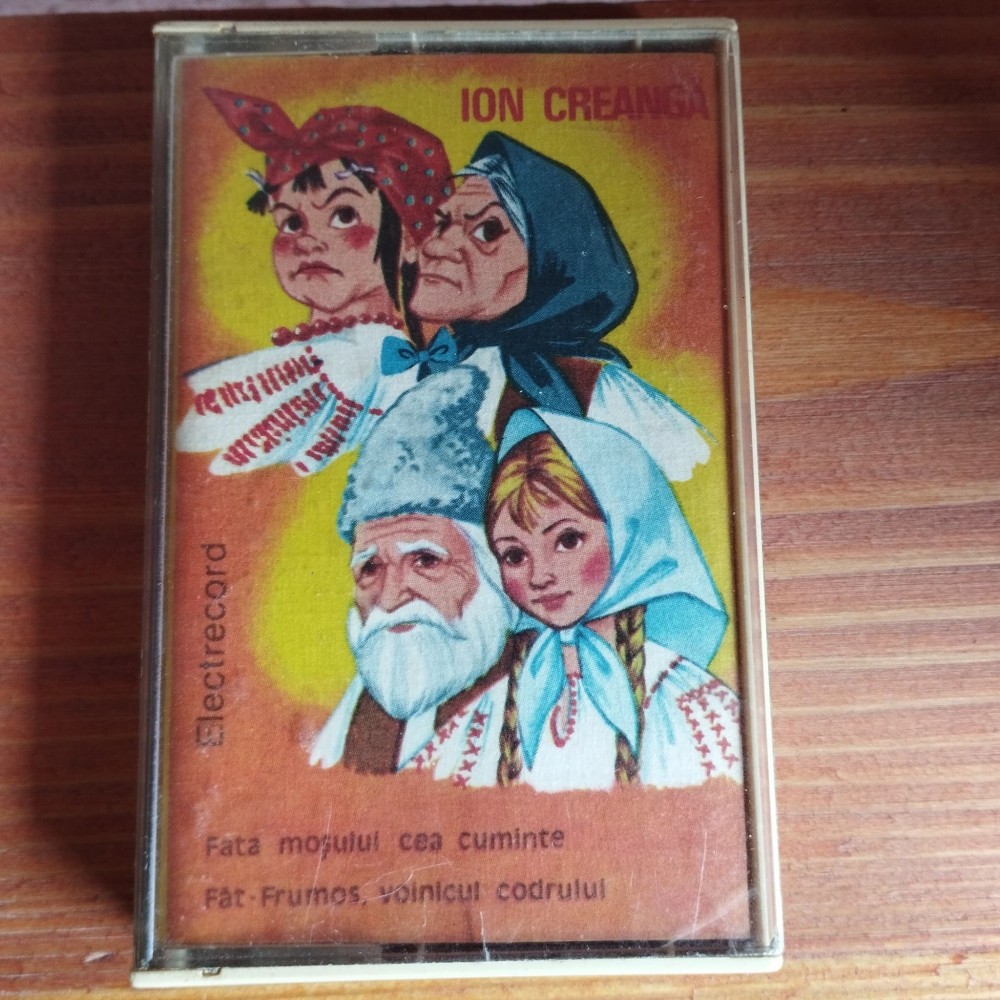 ION CREANGĂ
Electrecord
Fata moșului cea cuminte
Făt-Frumos, voinicul codrului